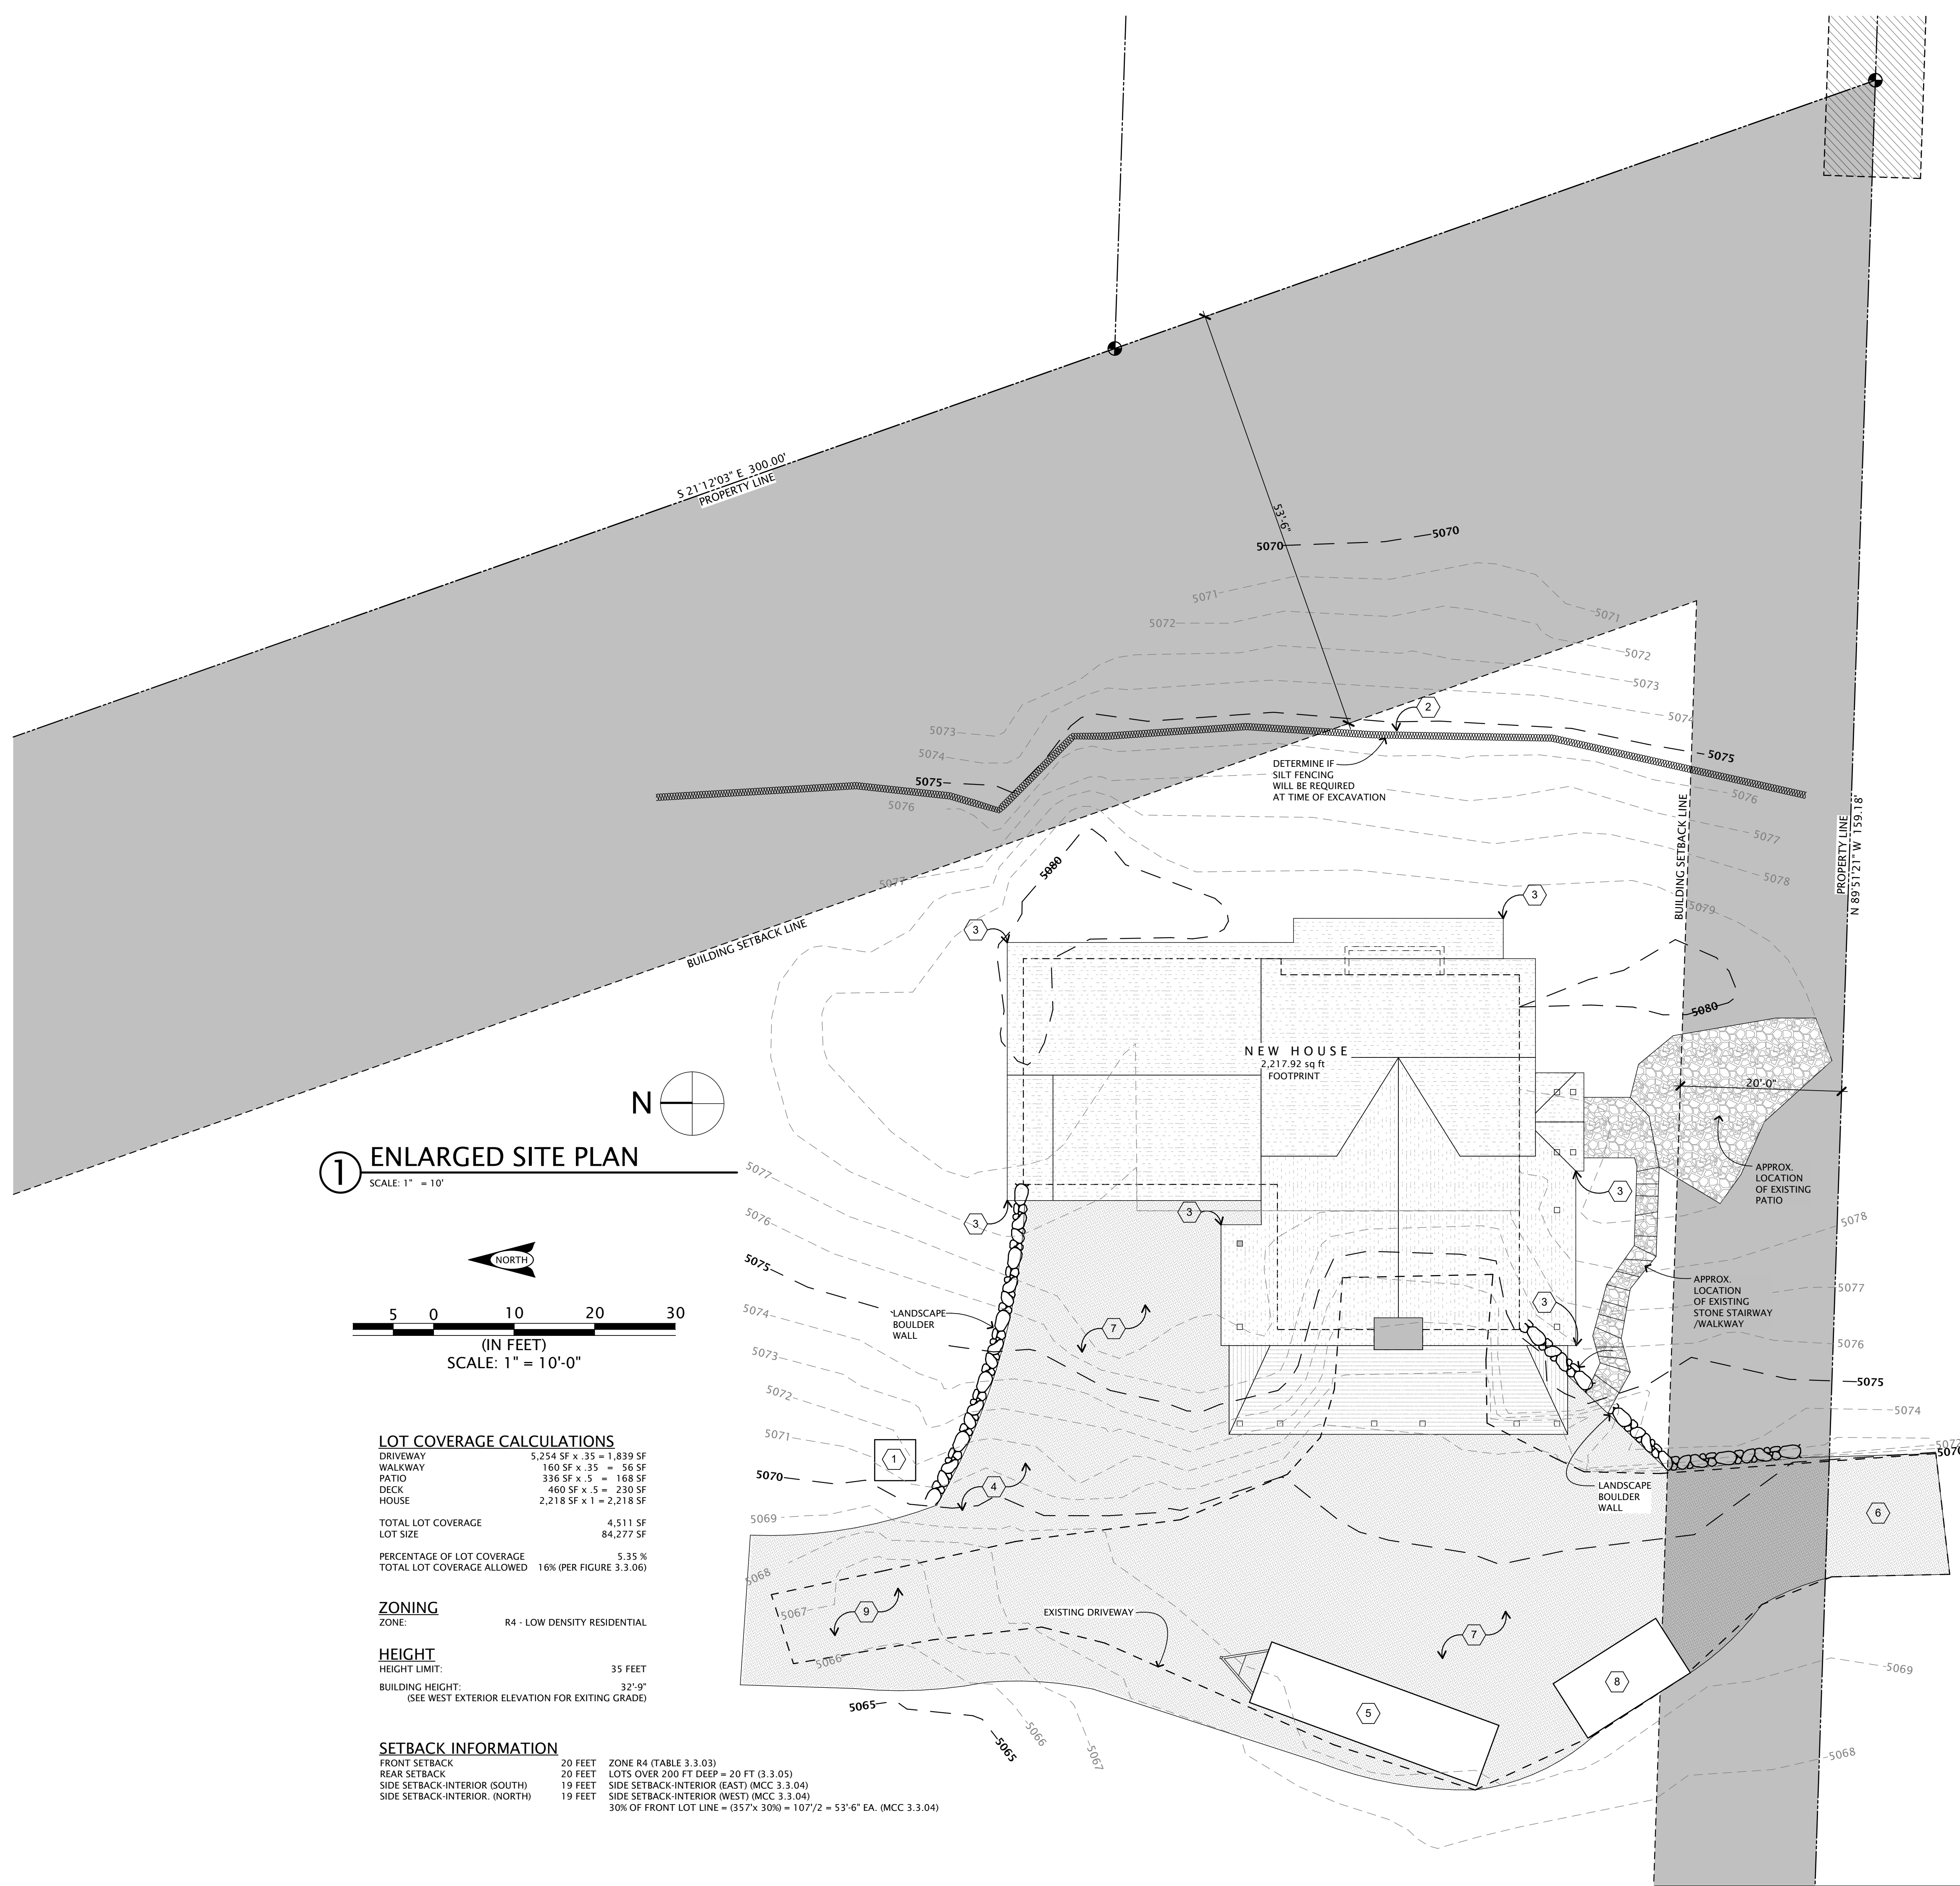 S 21°12'03" E 300.00'
PROPERTY LINE
53'-6"
5070
5070
5071
5071
5072
5072
5073
5073
5074
5074
5075
5075
5076
5076
5077
5077
5078
5079
5080
5080
2
DETERMINE IF
SILT FENCING
WILL BE REQUIRED
AT TIME OF EXCAVATION
BUILDING SETBACK LINE
BUILDING SETBACK LINE
PROPERTY LINE
N 89°51'21" W 159.18'
3
3
NEW HOUSE
2,217.92 sq ft
FOOTPRINT
20'-0"
APPROX.
LOCATION
OF EXISTING
PATIO
N
1 ENLARGED SITE PLAN
SCALE: 1" = 10'
NORTH
5 0 10 20 30
(IN FEET)
SCALE: 1" = 10'-0"
3
3
3
3
5078
5077
5076
5075
5074
5072
5070
APPROX.
LOCATION
OF EXISTING
STONE STAIRWAY
/WALKWAY
5077
5076
5075
5074
5073
5072
5071
5070
5069
5068
5067
5066
5065
5065
5066
5067
5069
5068
LANDSCAPE
BOULDER
WALL
7
1
4
LANDSCAPE
BOULDER
WALL
6
9
EXISTING DRIVEWAY
7
5
8
LOT COVERAGE CALCULATIONS
DRIVEWAY 5,254 SF x .35 = 1,839 SF
WALKWAY 160 SF x .35 = 56 SF
PATIO 336 SF x .5 = 168 SF
DECK 460 SF x .5 = 230 SF
HOUSE 2,218 SF x 1 = 2,218 SF
TOTAL LOT COVERAGE 4,511 SF
LOT SIZE 84,277 SF
PERCENTAGE OF LOT COVERAGE 5.35 %
TOTAL LOT COVERAGE ALLOWED 16% (PER FIGURE 3.3.06)
ZONING
ZONE: R4 - LOW DENSITY RESIDENTIAL
HEIGHT
HEIGHT LIMIT: 35 FEET
BUILDING HEIGHT: 32'-9"
(SEE WEST EXTERIOR ELEVATION FOR EXITING GRADE)
SETBACK INFORMATION
FRONT SETBACK 20 FEET ZONE R4 (TABLE 3.3.03)
REAR SETBACK 20 FEET LOTS OVER 200 FT DEEP = 20 FT (3.3.05)
SIDE SETBACK-INTERIOR (SOUTH) 19 FEET SIDE SETBACK-INTERIOR (EAST) (MCC 3.3.04)
SIDE SETBACK-INTERIOR. (NORTH) 19 FEET SIDE SETBACK-INTERIOR (WEST) (MCC 3.3.04)
30% OF FRONT LOT LINE = (357'x 30%) = 107'/2 = 53'-6" EA. (MCC 3.3.04)